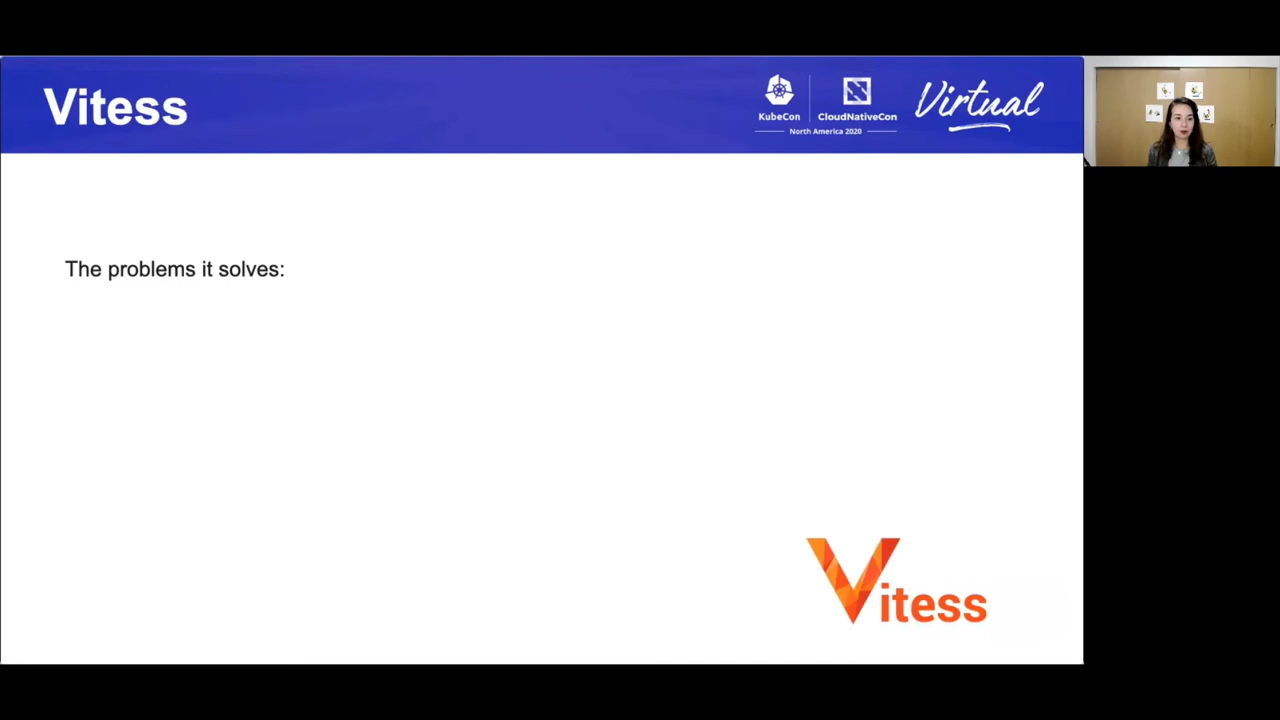 Vitess
KubeCon
CloudNativeCon
North America 2020
Virtual
The problems it solves:
Vitess